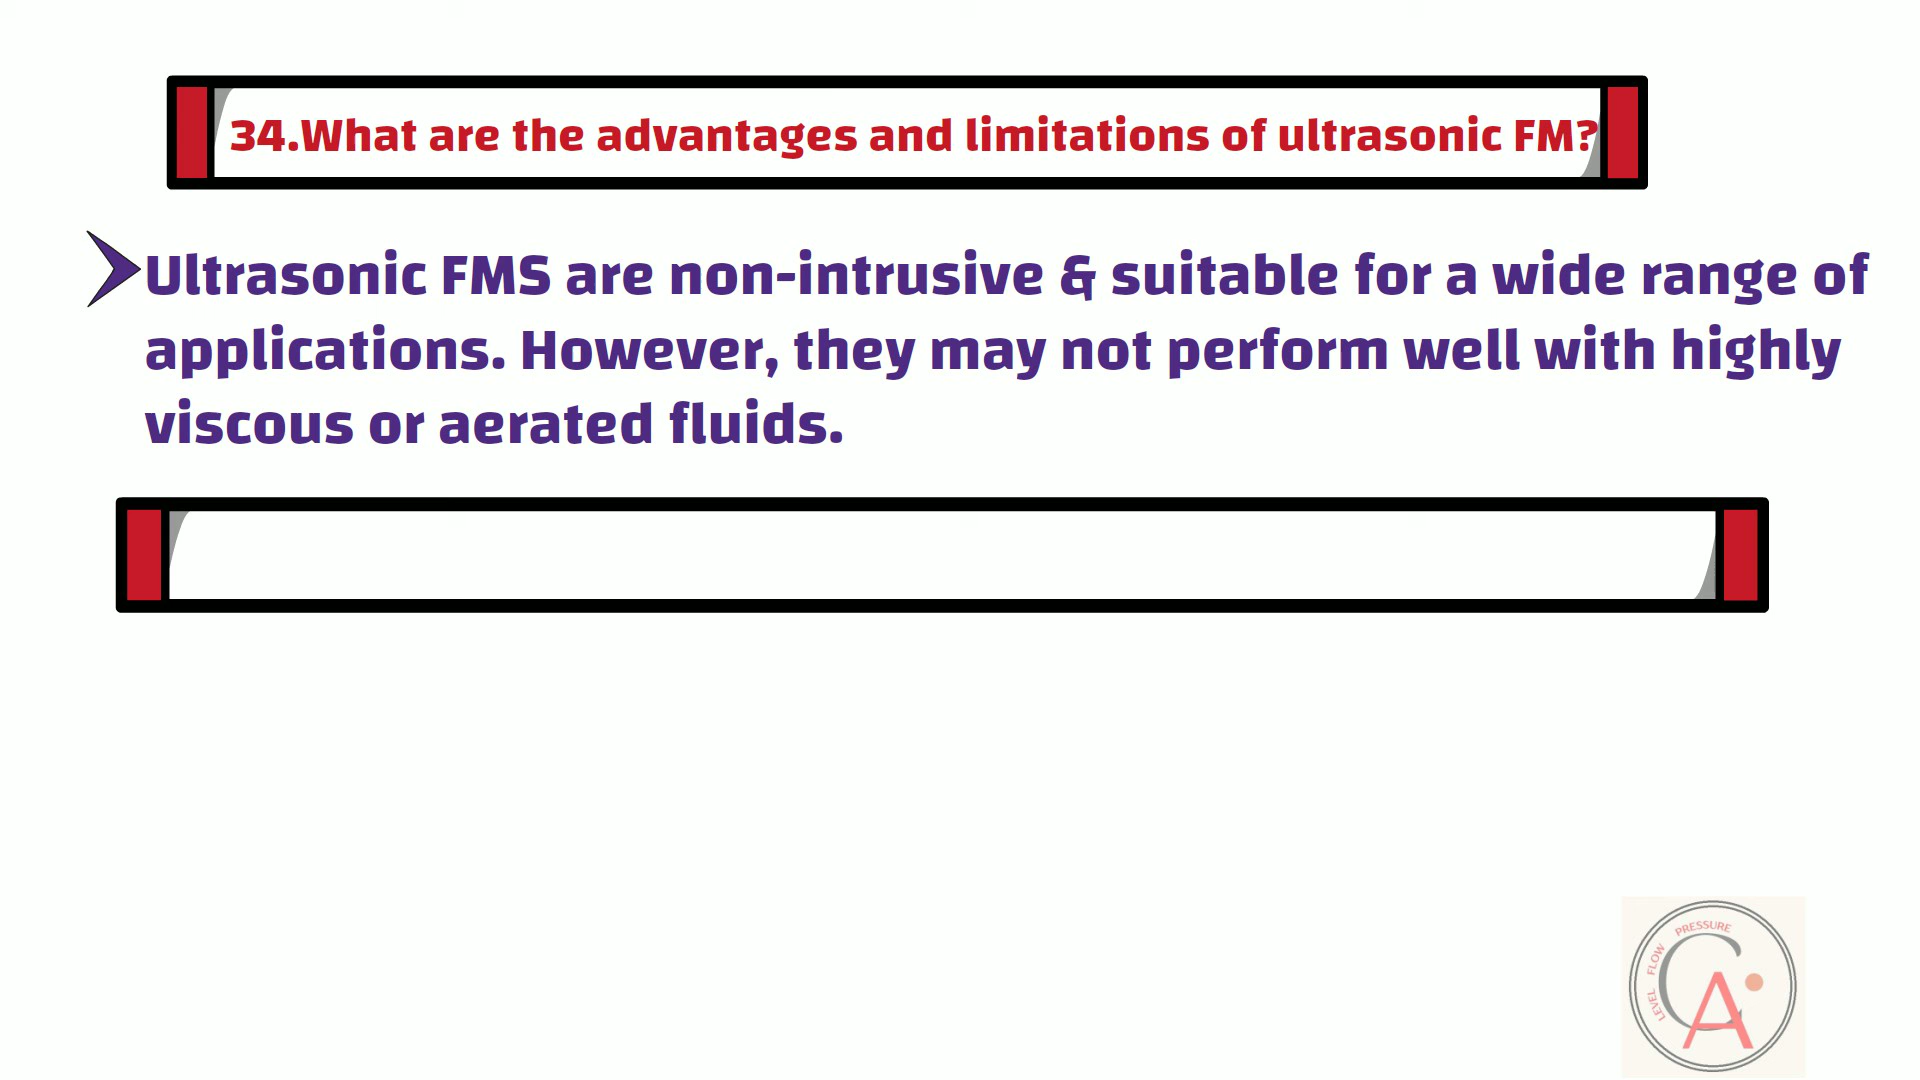 34.What are the advantages and limitations of ultrasonic FM?
Ultrasonic FMS are non-intrusive & suitable for a wide range of
applications. However, they may not perform well with highly
viscous or aerated fluids.
LEVEL FLOW PRESSURE
CA